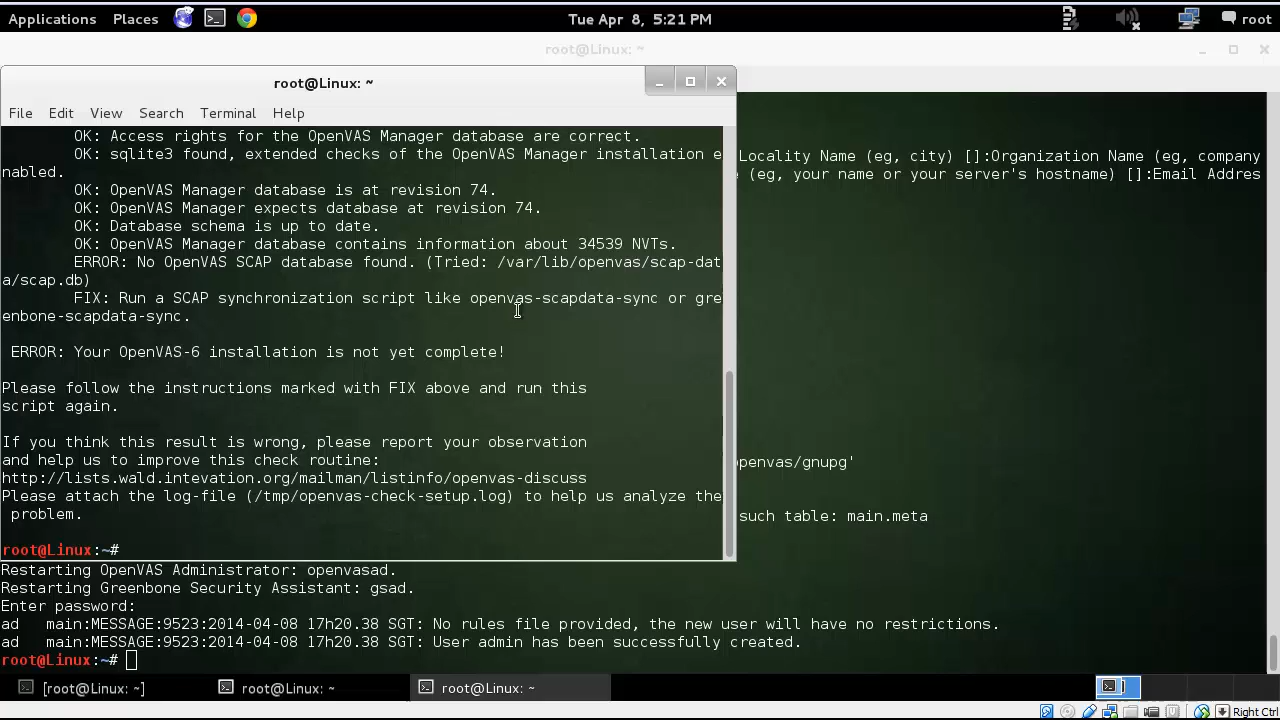 Applications Places Tue Apr 8, 5:21 PM root
root@Linux: ~
root@Linux: ~
File Edit View Search Terminal Help
OK: Access rights for the OpenVAS Manager database are correct.
OK: sqlite3 found, extended checks of the OpenVAS Manager installation e
nabled.
OK: OpenVAS Manager database is at revision 74.
OK: OpenVAS Manager expects database at revision 74.
OK: Database schema is up to date.
OK: OpenVAS Manager database contains information about 34539 NVTs.
ERROR: No OpenVAS SCAP database found. (Tried: /var/lib/openvas/scap-dat
a/scap.db)
FIX: Run a SCAP synchronization script like openvas-scapdata-sync or gre
enbone-scapdata-sync.
ERROR: Your OpenVAS-6 installation is not yet complete!
Please follow the instructions marked with FIX above and run this
script again.
If you think this result is wrong, please report your observation
and help us to improve this check routine:
http://lists.wald.intevation.org/mailman/listinfo/openvas-discuss
Please attach the log-file (/tmp/openvas-check-setup.log) to help us analyze the
problem.
root@Linux:~#
Locality Name (eg, city) []:Organization Name (eg, company
(eg, your name or your server's hostname) []:Email Addres
openvas/gnupg'
such table: main.meta
Restarting OpenVAS Administrator: openvasad.
Restarting Greenbone Security Assistant: gsad.
Enter password:
ad main:MESSAGE:9523:2014-04-08 17h20.38 SGT: No rules file provided, the new user will have no restrictions.
ad main:MESSAGE:9523:2014-04-08 17h20.38 SGT: User admin has been successfully created.
root@Linux:~#
[root@Linux: ~] root@Linux: ~ root@Linux: ~
Right Ctrl